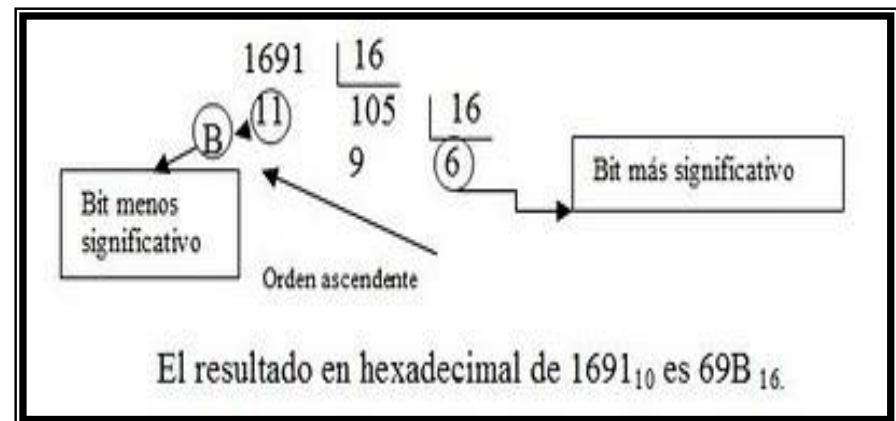 1691 16
11 105 16
B 9 6
Bit más significativo
Bit menos
significativo
Orden ascendente
El resultado en hexadecimal de 1691₁₀ es 69B ₁₆.